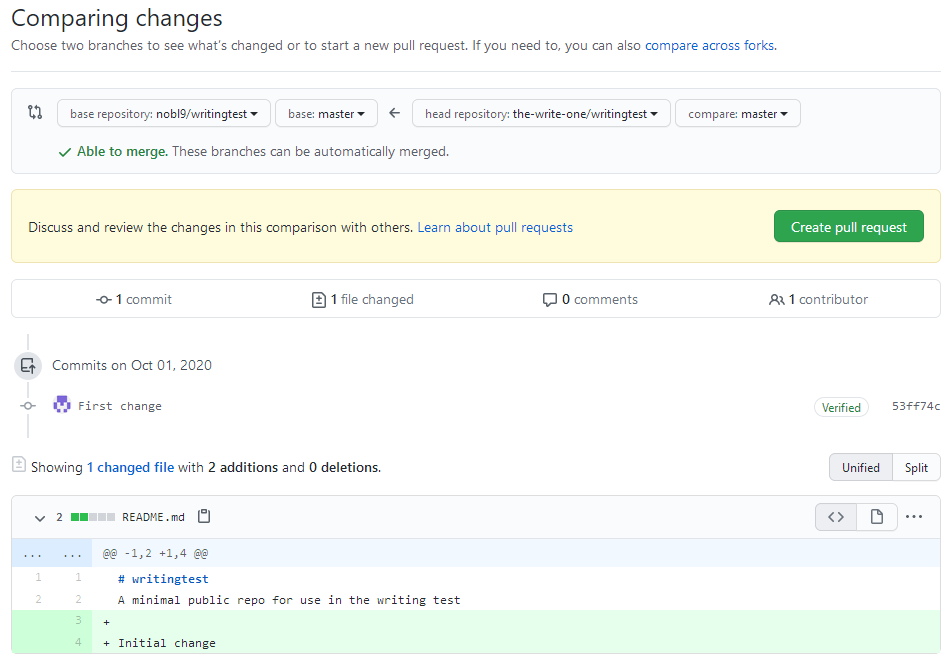 Comparing changes
Choose two branches to see what's changed or to start a new pull request. If you need to, you can also compare across forks.
base repository: nobl9/writingtest base: master head repository: the-write-one/writingtest compare: master
Able to merge. These branches can be automatically merged.
Discuss and review the changes in this comparison with others. Learn about pull requests Create pull request
1 commit 1 file changed 0 comments 1 contributor
Commits on Oct 01, 2020
First change Verified 53ff74c
Showing 1 changed file with 2 additions and 0 deletions. Unified Split
2 README.md <> ...
... ... @@ -1,2 +1,4 @@
1 1 # writingtest
2 2 A minimal public repo for use in the writing test
3 +
4 + Initial change